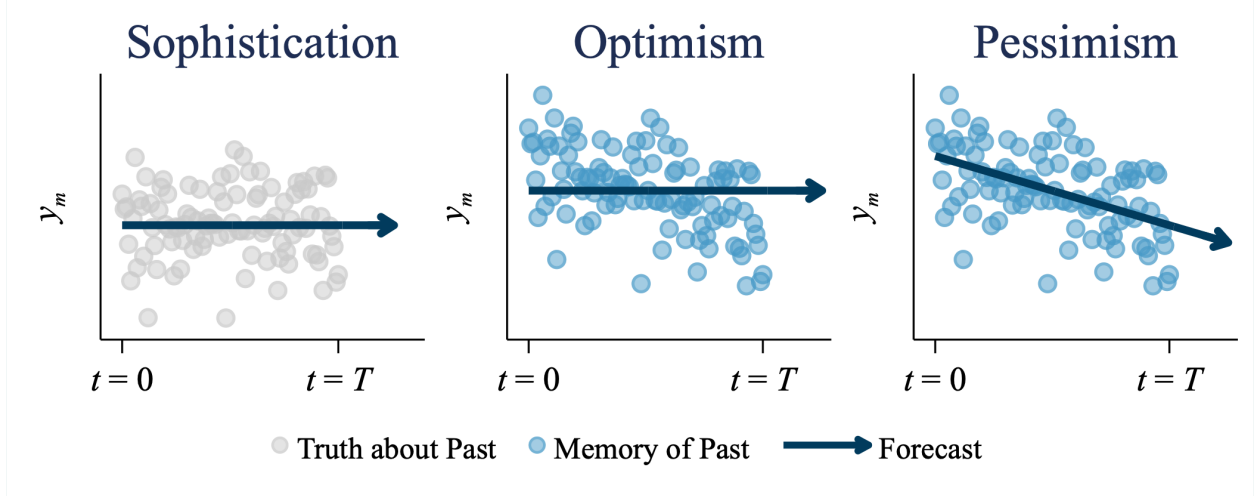 Sophistication
Optimism
Pessimism
y_m
y_m
y_m
t = 0
t = T
t = 0
t = T
t = 0
t = T
Truth about Past
Memory of Past
Forecast